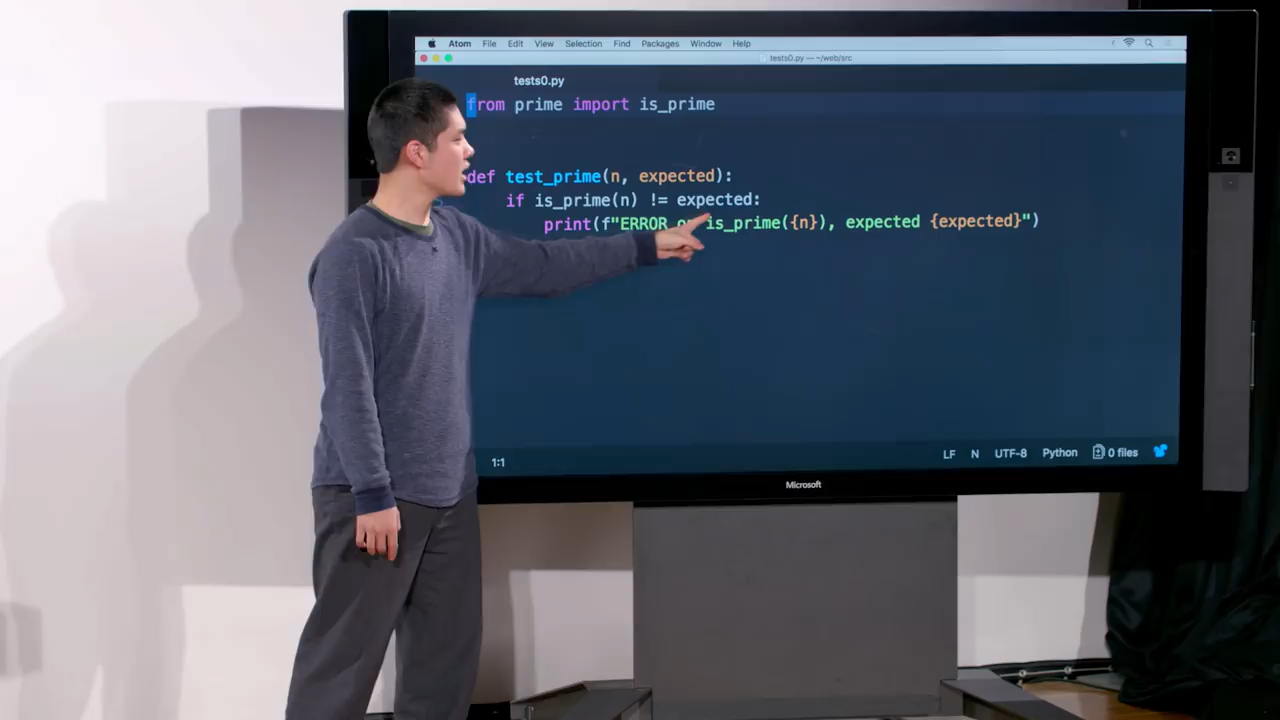 Atom File Edit View Selection Find Packages Window Help
tests0.py — ~/web/src
tests0.py
from prime import is_prime
def test_prime(n, expected):
if is_prime(n) != expected:
print(f"ERROR is_prime({n}), expected {expected}")
1:1 LF N UTF-8 Python 0 files
Microsoft